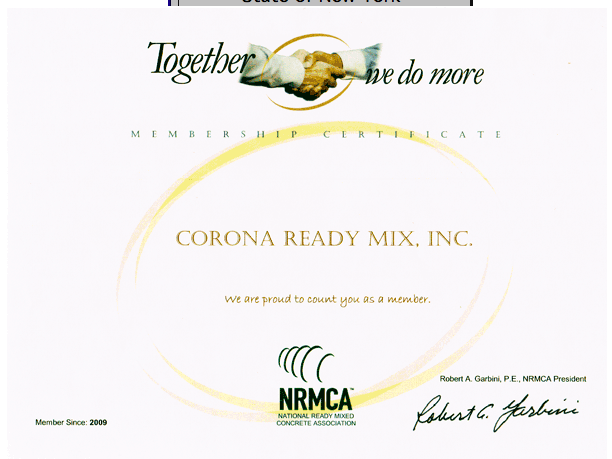 State of New York
Together we do more
MEMBERSHIP CERTIFICATE
CORONA READY MIX, INC.
We are proud to count you as a member.
NRMCA™
NATIONAL READY MIXED
CONCRETE ASSOCIATION
Robert A. Garbini, P.E., NRMCA President
Robert A. Garbini
Member Since: 2009